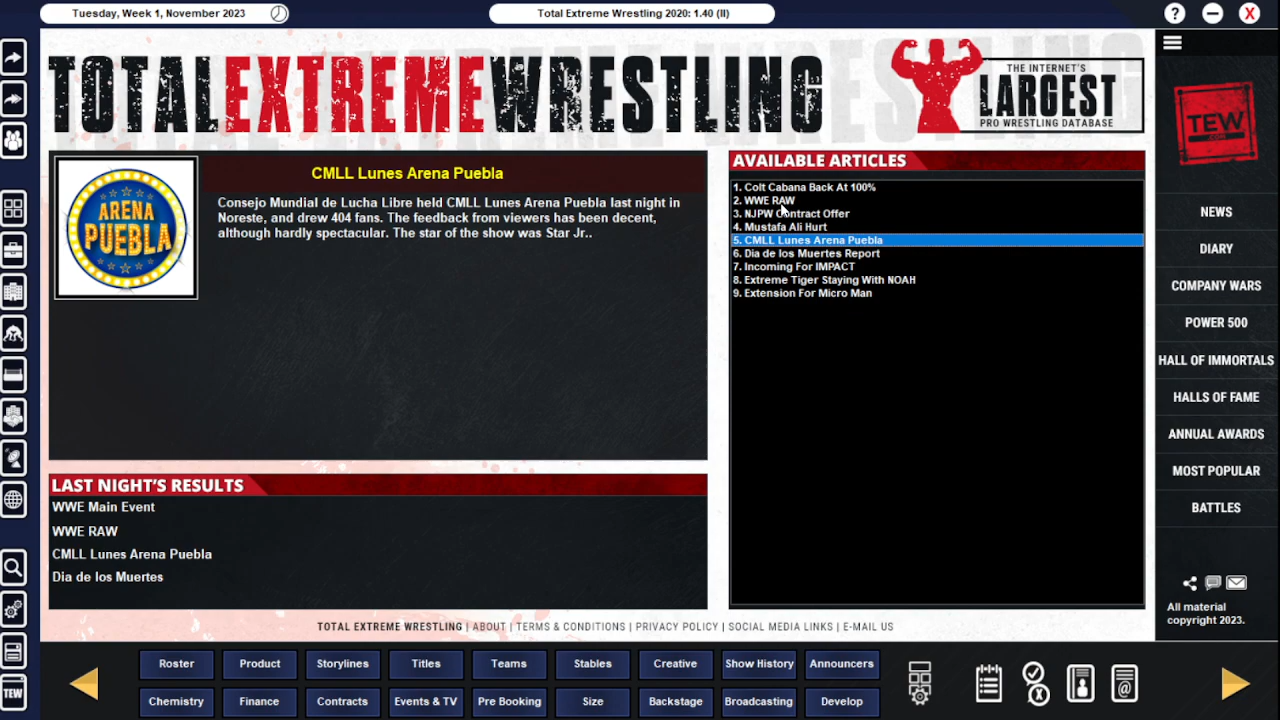 Tuesday, Week 1, November 2023
Total Extreme Wrestling 2020: 1.40 (II)
TOTALEXTREMEWRESTLING
THE INTERNET'S
LARGEST
PRO WRESTLING DATABASE
TEW
.COM
CMLL Lunes Arena Puebla
ARENA
PUEBLA
Consejo Mundial de Lucha Libre held CMLL Lunes Arena Puebla last night in
Noreste, and drew 404 fans. The feedback from viewers has been decent,
although hardly spectacular. The star of the show was Star Jr..
AVAILABLE ARTICLES
1. Colt Cabana Back At 100%
2. WWE RAW
3. NJPW Contract Offer
4. Mustafa Ali Hurt
5. CMLL Lunes Arena Puebla
6. Dia de los Muertes Report
7. Incoming For IMPACT
8. Extreme Tiger Staying With NOAH
9. Extension For Micro Man
LAST NIGHT'S RESULTS
WWE Main Event
WWE RAW
CMLL Lunes Arena Puebla
Dia de los Muertes
NEWS
DIARY
COMPANY WARS
POWER 500
HALL OF IMMORTALS
HALLS OF FAME
ANNUAL AWARDS
MOST POPULAR
BATTLES
All material
copyright 2023.
TOTAL EXTREME WRESTLING | ABOUT | TERMS & CONDITIONS | PRIVACY POLICY | SOCIAL MEDIA LINKS | E-MAIL US
Roster
Product
Storylines
Titles
Teams
Stables
Creative
Show History
Announcers
Chemistry
Finance
Contracts
Events & TV
Pre Booking
Size
Backstage
Broadcasting
Develop
TEW